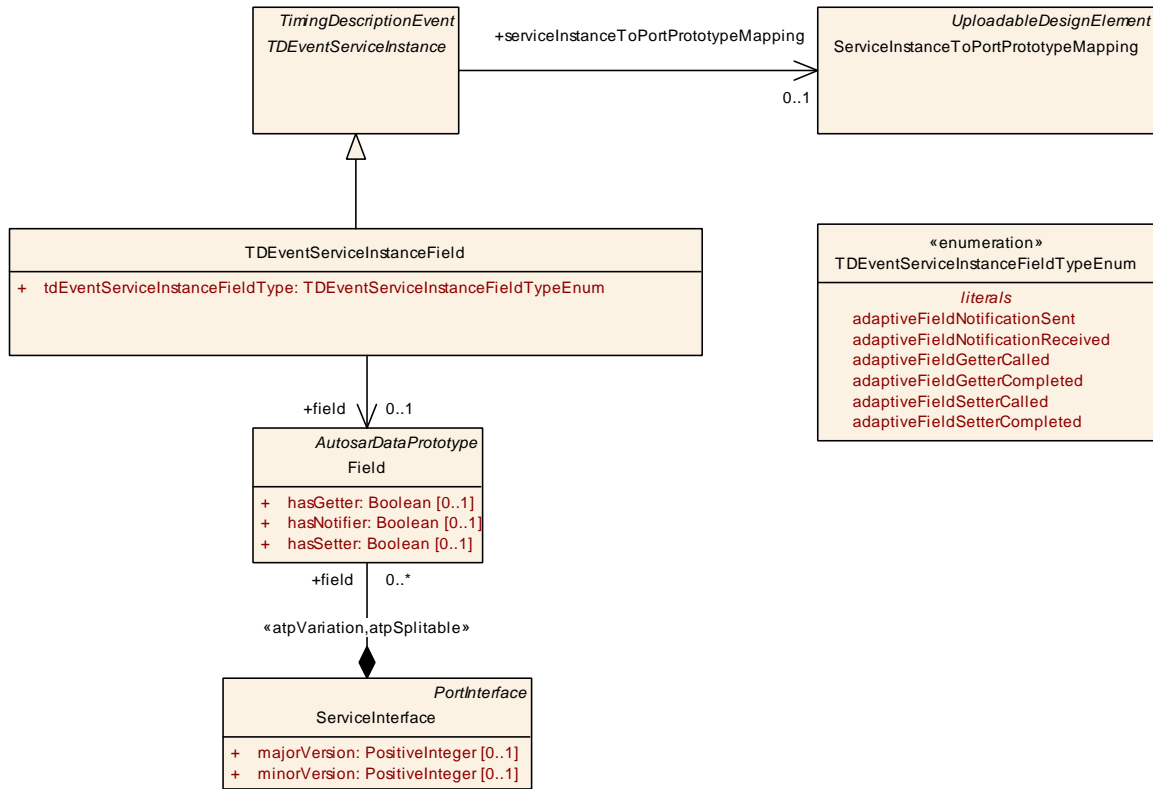 TimingDescriptionEvent
TDEventServiceInstance
+serviceInstanceToPortPrototypeMapping
0..1
UploadableDesignElement
ServiceInstanceToPortPrototypeMapping
TDEventServiceInstanceField
+ tdEventServiceInstanceFieldType: TDEventServiceInstanceFieldTypeEnum
«enumeration»
TDEventServiceInstanceFieldTypeEnum
literals
adaptiveFieldNotificationSent
adaptiveFieldNotificationReceived
adaptiveFieldGetterCalled
adaptiveFieldGetterCompleted
adaptiveFieldSetterCalled
adaptiveFieldSetterCompleted
+field 0..1
AutosarDataPrototype
Field
+ hasGetter: Boolean [0..1]
+ hasNotifier: Boolean [0..1]
+ hasSetter: Boolean [0..1]
+field 0..*
«atpVariation,atpSplitable»
PortInterface
ServiceInterface
+ majorVersion: PositiveInteger [0..1]
+ minorVersion: PositiveInteger [0..1]